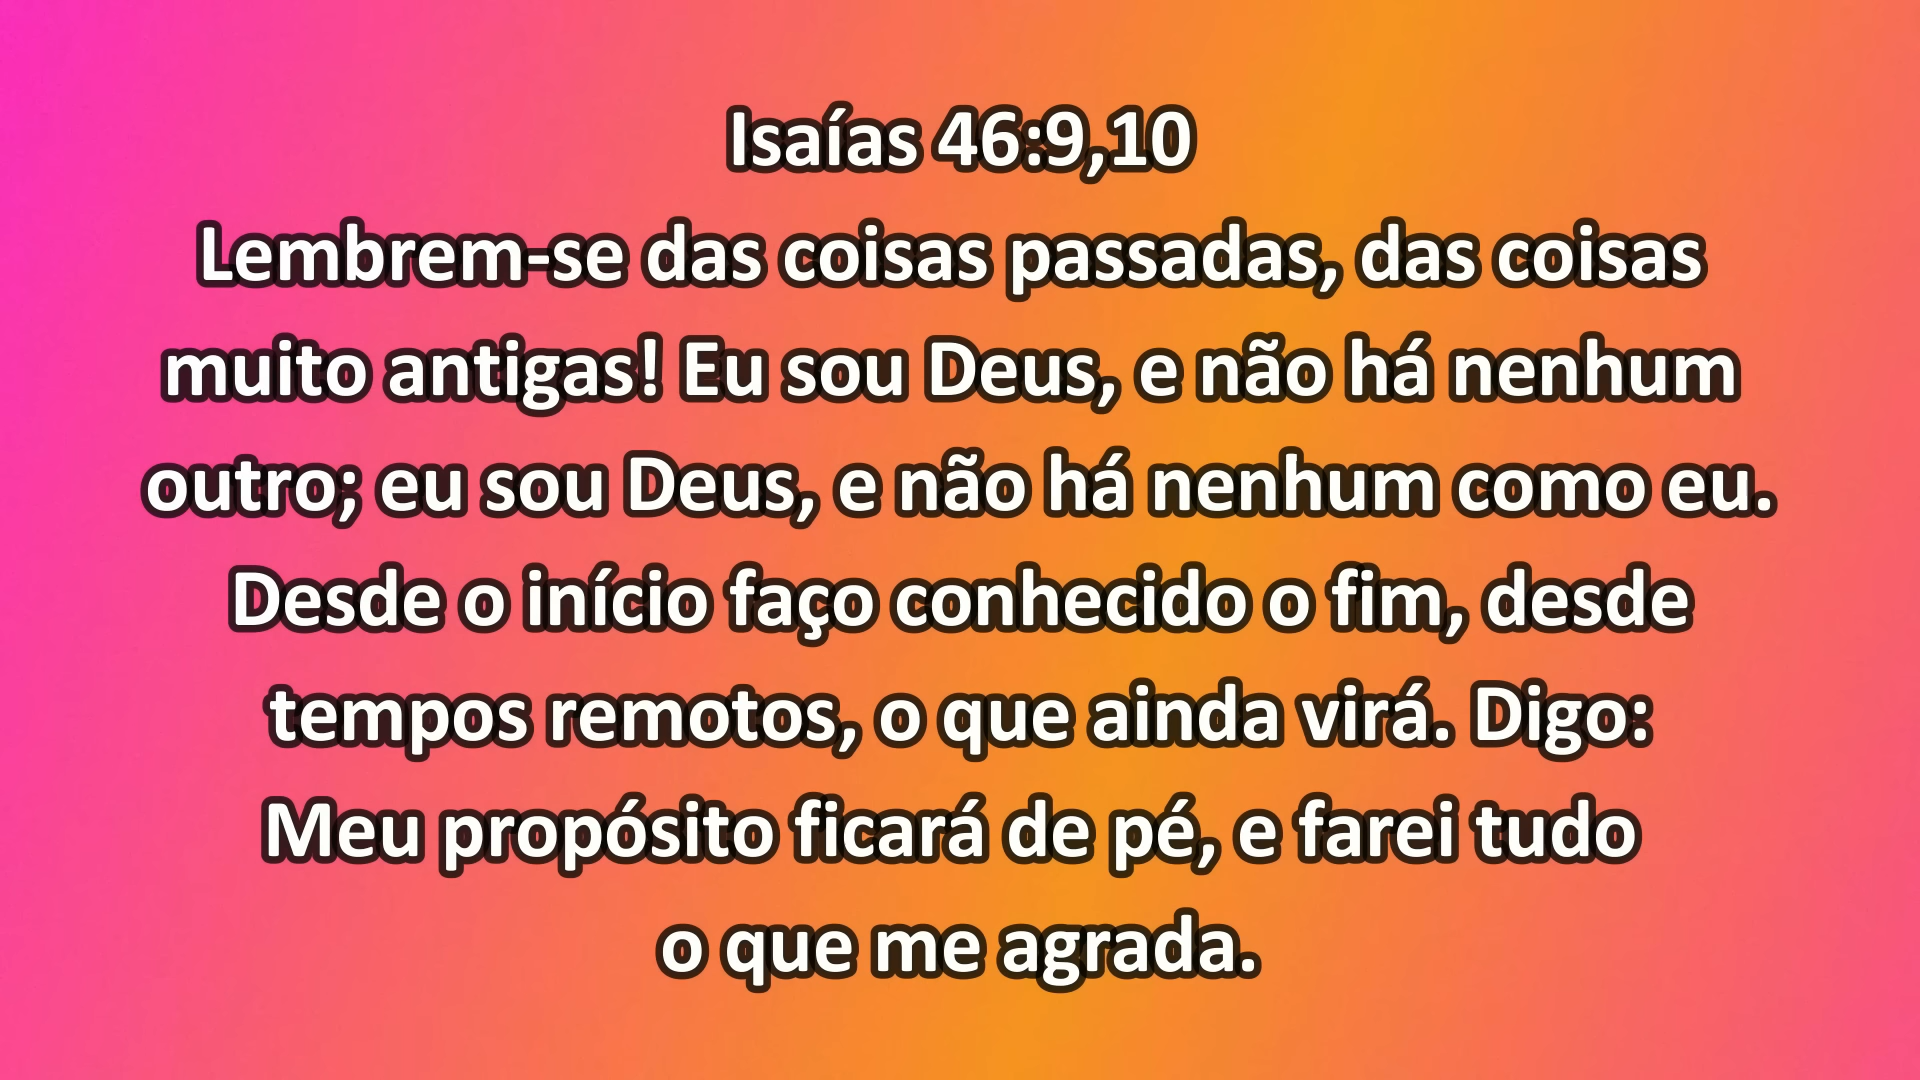 Isaías 46:9,10
Lembrem-se das coisas passadas, das coisas
muito antigas! Eu sou Deus, e não há nenhum
outro; eu sou Deus, e não há nenhum como eu.
Desde o início faço conhecido o fim, desde
tempos remotos, o que ainda virá. Digo:
Meu propósito ficará de pé, e farei tudo
o que me agrada.